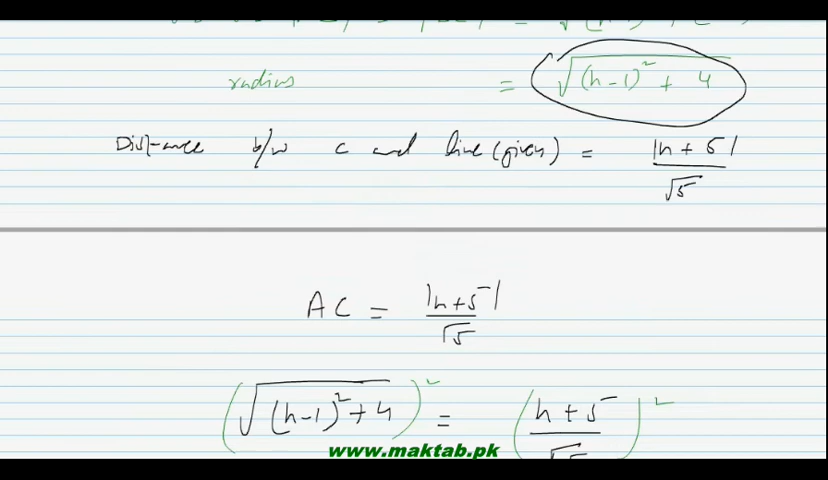 radius = √(h-1)² + 4
Distance b/w c and line (given) = |h + 5| / √5
AC = |h+5| / √5
(√(h-1)² + 4)² = (h + 5 / √5)²
www.maktab.pk